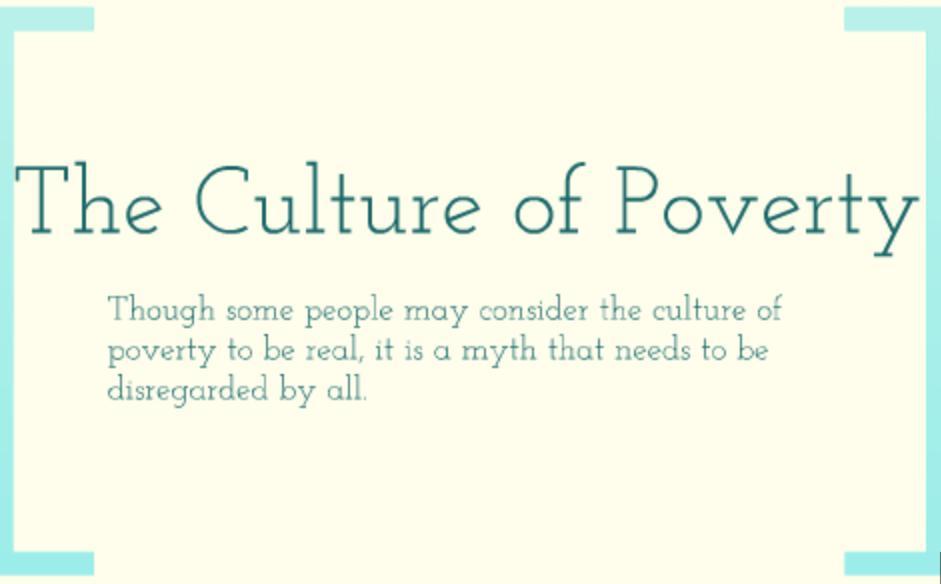 The Culture of Poverty
Though some people may consider the culture of
poverty to be real, it is a myth that needs to be
disregarded by all.